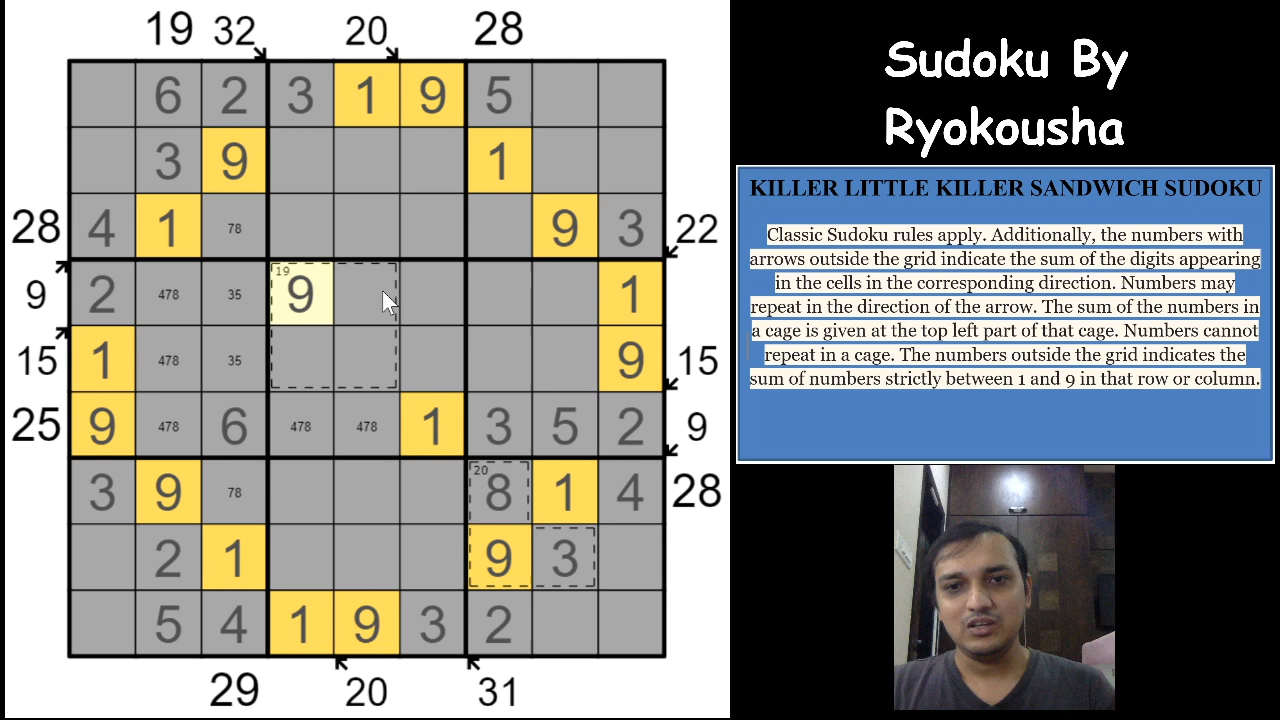 19 32 20 28
6 2 3 1 9 5
3 9 1
28 4 1 78 9 3 22
19
9 2 478 35 9 1
15 1 478 35 9 15
25 9 478 6 478 478 1 3 5 2 9
20
3 9 78 8 1 4 28
2 1 9 3
5 4 1 9 3 2
29 20 31
Sudoku By
Ryokousha
KILLER LITTLE KILLER SANDWICH SUDOKU
Classic Sudoku rules apply. Additionally, the numbers with
arrows outside the grid indicate the sum of the digits appearing
in the cells in the corresponding direction. Numbers may
repeat in the direction of the arrow. The sum of the numbers in
a cage is given at the top left part of that cage. Numbers cannot
repeat in a cage. The numbers outside the grid indicates the
sum of numbers strictly between 1 and 9 in that row or column.